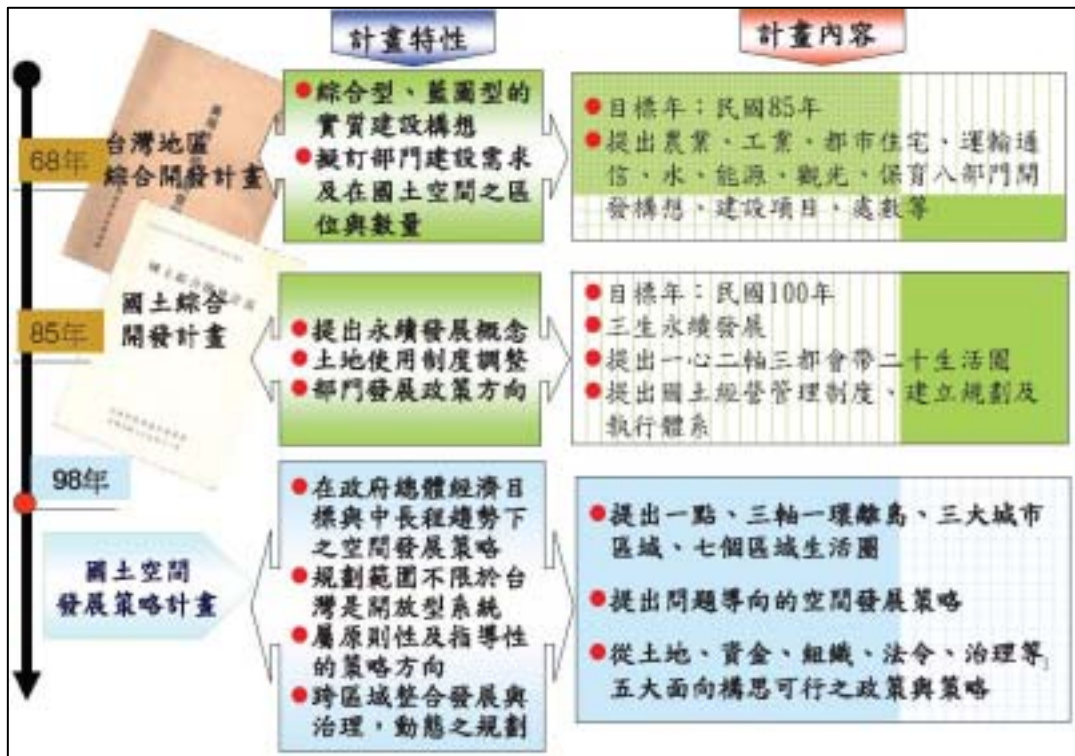 計畫特性
計畫內容
68年
台灣地區
綜合開發計畫
●綜合型、藍圖型的
實質建設構想
●擬訂部門建設需求
及在國土空間之區
位與數量
●目標年：民國85年
●提出農業、工業、都市住宅、運輸通
信、水、能源、觀光、保育八部門開
發構想、建設項目、處數等
85年
國土綜合
開發計畫
●提出永續發展概念
●土地使用制度調整
●部門發展政策方向
●目標年：民國100年
●三生永續發展
●提出一心二軸三都會帶二十生活圈
●提出國土經營管理制度、建立規劃及
執行體系
98年
國土空間
發展策略計畫
●在政府總體經濟目
標與中長程趨勢下
之空間發展策略
●規劃範圍不限於台
灣是開放型系統
●屬原則性及指導性
的策略方向
●跨區域整合發展與
治理，動態之規劃
●提出一點、三軸一環離島、三大城市
區域、七個區域生活圈
●提出問題導向的空間發展策略
●從土地、資金、組織、法令、治理等
五大面向構思可行之政策與策略